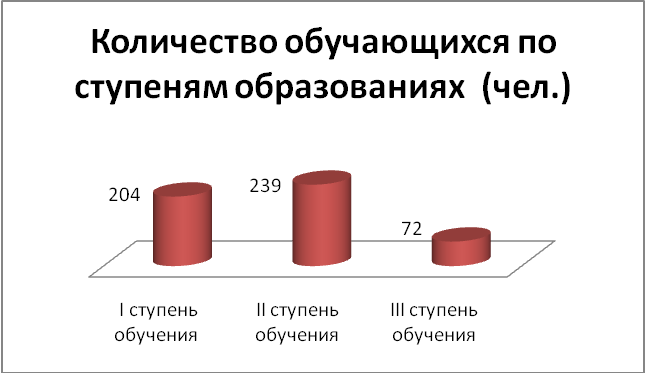 Количество обучающихся по
ступеням образованиях (чел.)
204
239
72
I ступень
обучения
II ступень
обучения
III ступень
обучения